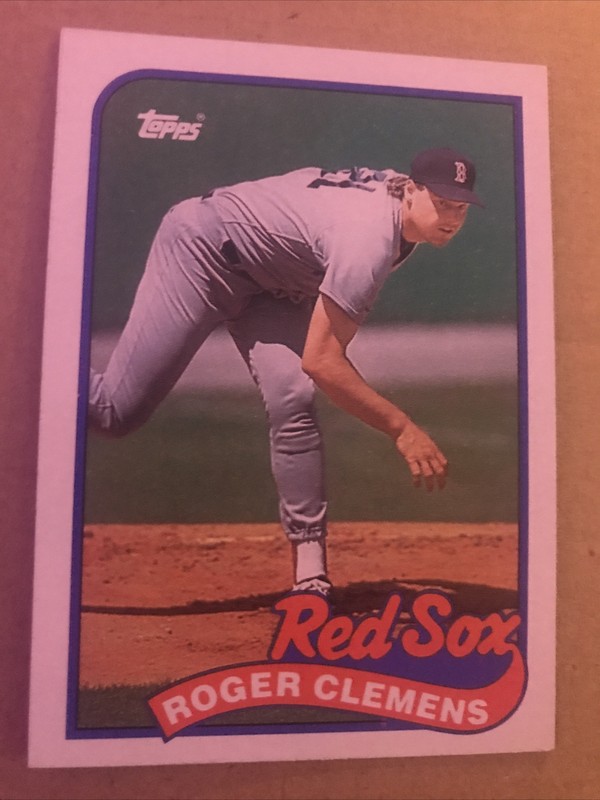 Topps®
B
Red Sox
ROGER CLEMENS